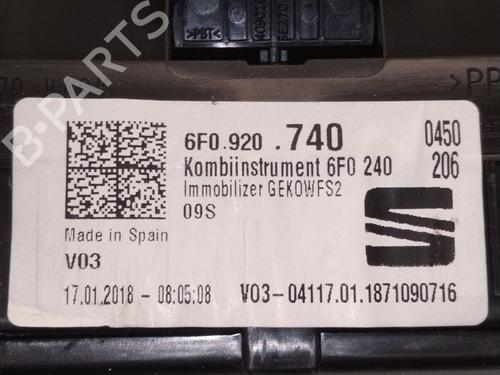 >PBT<
6F0.920 .740 0450
Kombiinstrument 6F0 240 206
Immobilizer GEKOWFS2
09S
Made in Spain
V03
17.01.2018 - 08:05:08 V03-04117.01.1871090716
B-PARTS